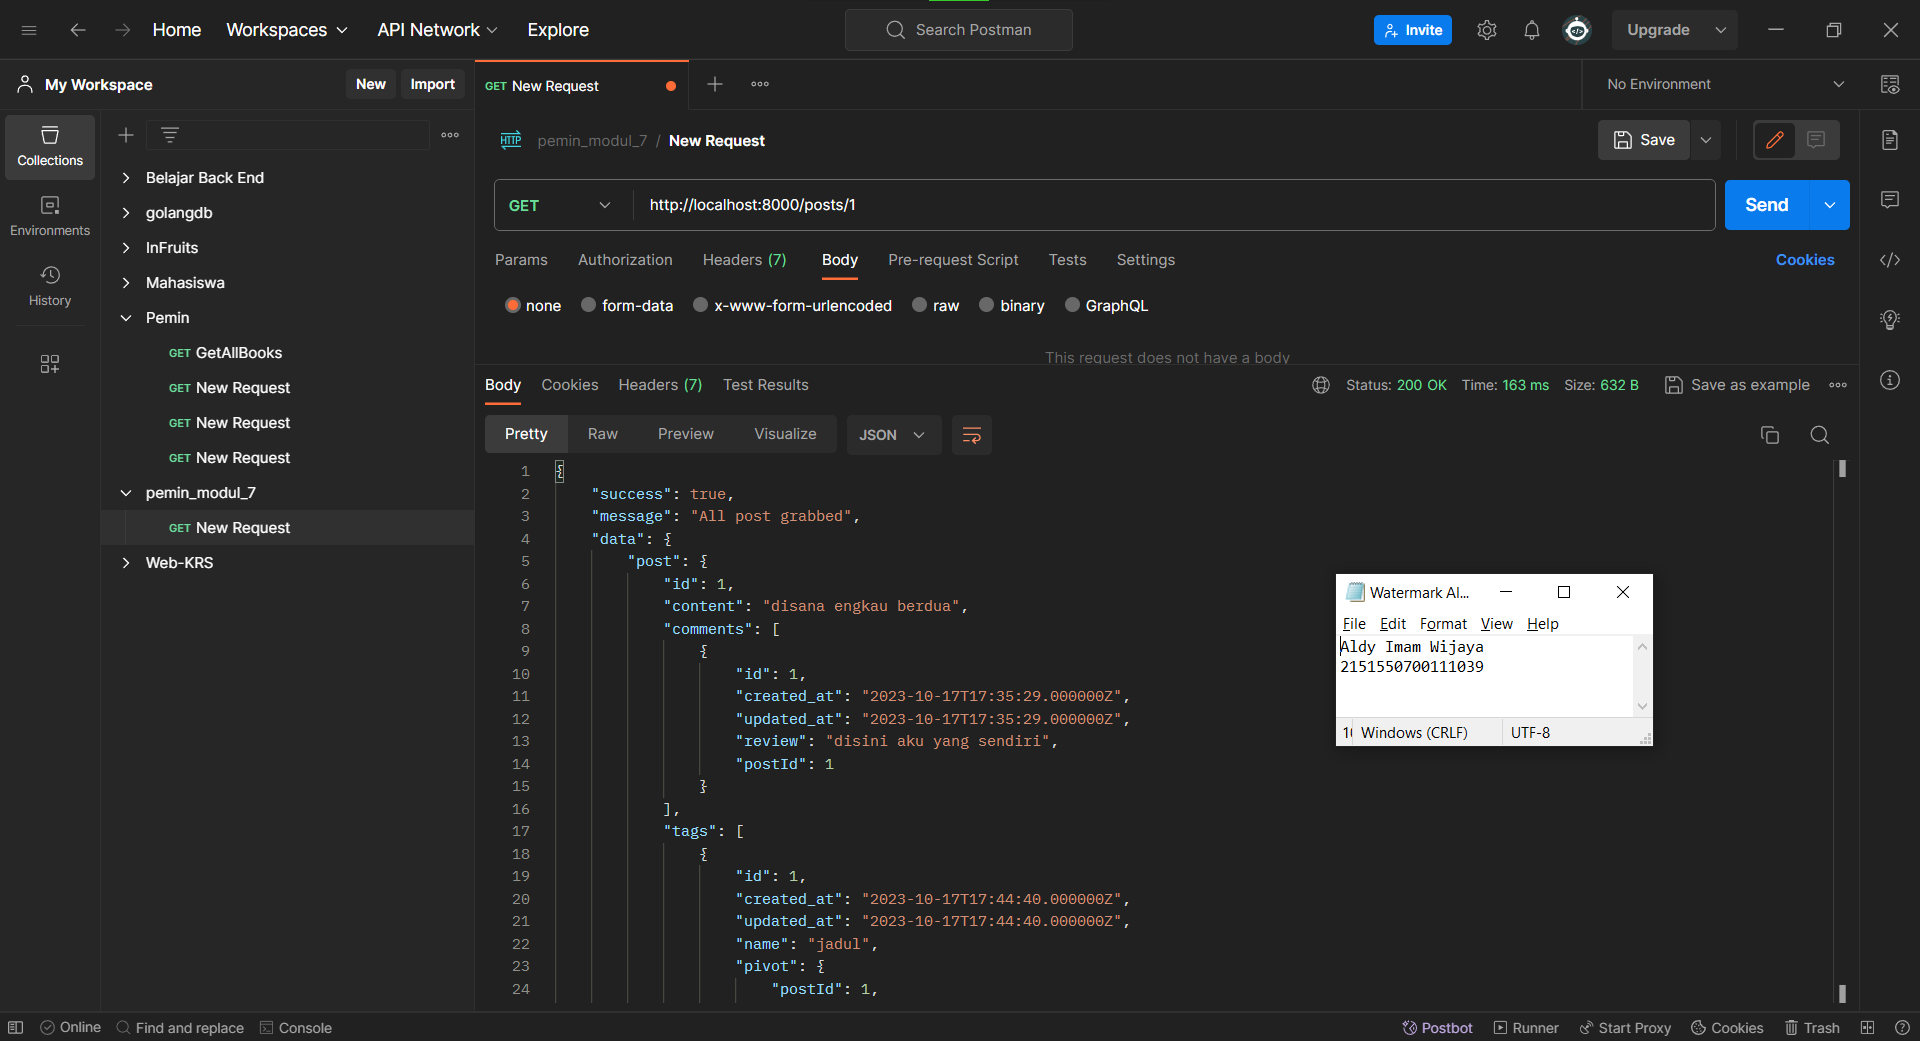 Home Workspaces API Network Explore Search Postman Invite Upgrade
My Workspace New Import GET New Request No Environment
Collections
Environments
History
Belajar Back End
golangdb
InFruits
Mahasiswa
Pemin
GET GetAllBooks
GET New Request
GET New Request
GET New Request
pemin_modul_7
GET New Request
Web-KRS
HTTP pemin_modul_7 / New Request Save
GET http://localhost:8000/posts/1 Send
Params Authorization Headers (7) Body Pre-request Script Tests Settings Cookies
none form-data x-www-form-urlencoded raw binary GraphQL
This request does not have a body
Body Cookies Headers (7) Test Results Status: 200 OK Time: 163 ms Size: 632 B Save as example
Pretty Raw Preview Visualize JSON
1 {
2 "success": true,
3 "message": "All post grabbed",
4 "data": {
5 "post": {
6 "id": 1,
7 "content": "disana engkau berdua",
8 "comments": [
9 {
10 "id": 1,
11 "created_at": "2023-10-17T17:35:29.000000Z",
12 "updated_at": "2023-10-17T17:35:29.000000Z",
13 "review": "disini aku yang sendiri",
14 "postId": 1
15 }
16 ],
17 "tags": [
18 {
19 "id": 1,
20 "created_at": "2023-10-17T17:44:40.000000Z",
21 "updated_at": "2023-10-17T17:44:40.000000Z",
22 "name": "jadul",
23 "pivot": {
24 "postId": 1,
Watermark Al...
File Edit Format View Help
Aldy Imam Wijaya
2151550700111039
Windows (CRLF) UTF-8
Online Find and replace Console Postbot Runner Start Proxy Cookies Trash